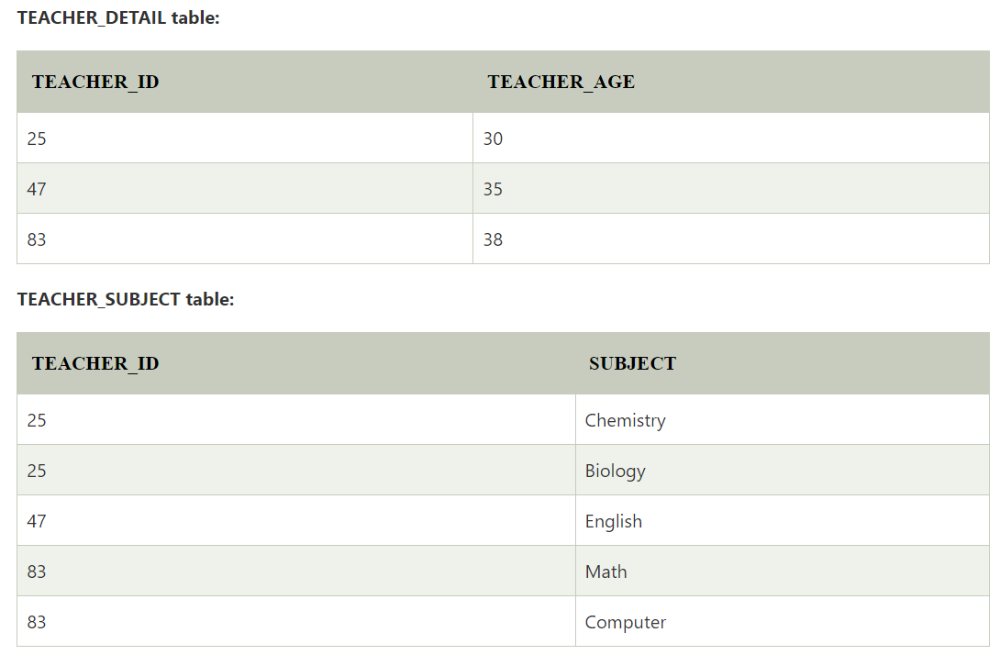 TEACHER_DETAIL table:
TEACHER_ID TEACHER_AGE
25 30
47 35
83 38
TEACHER_SUBJECT table:
TEACHER_ID SUBJECT
25 Chemistry
25 Biology
47 English
83 Math
83 Computer